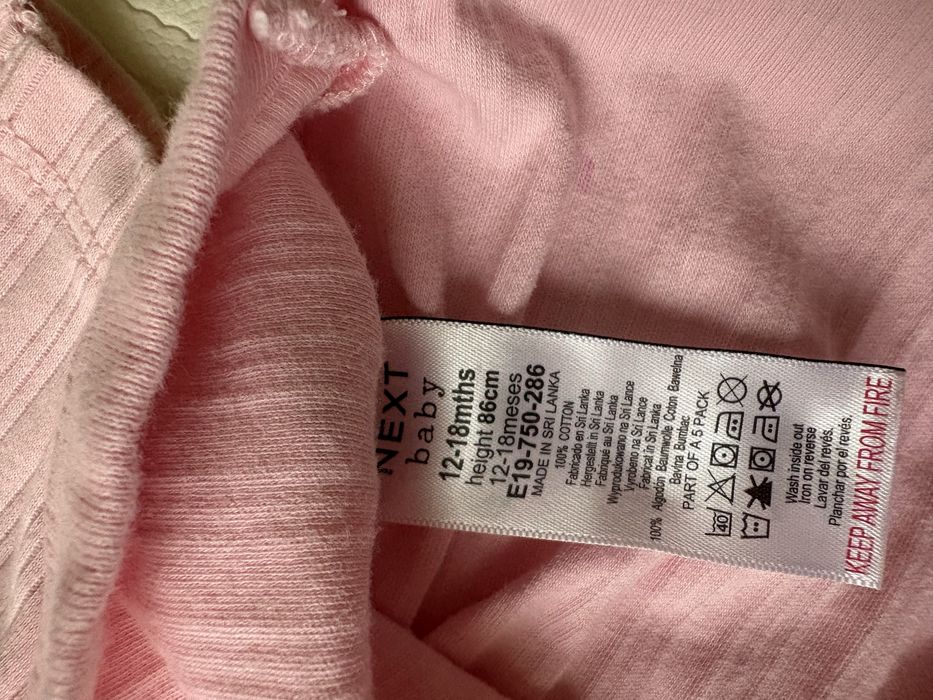 NEXT
baby
12-18mths
height 86cm
12-18meses
E19-750-286
MADE IN SRI LANKA
100% COTTON
Fabricado en Sri Lanka
Hergestellt in Sri Lanka
Fabriqué au Sri Lanka
Wyprodukowano na Sri Lance
Vyrobeno na Sri Lance
Fabricat in Sri Lanka
100% Algodón Baumwolle Coton Bawełna
Bavlna Bumbac
PART OF A 5 PACK
40
Wash inside out
Iron on reverse
Lavar del revés.
Planchar por el revés.
KEEP AWAY FROM FIRE